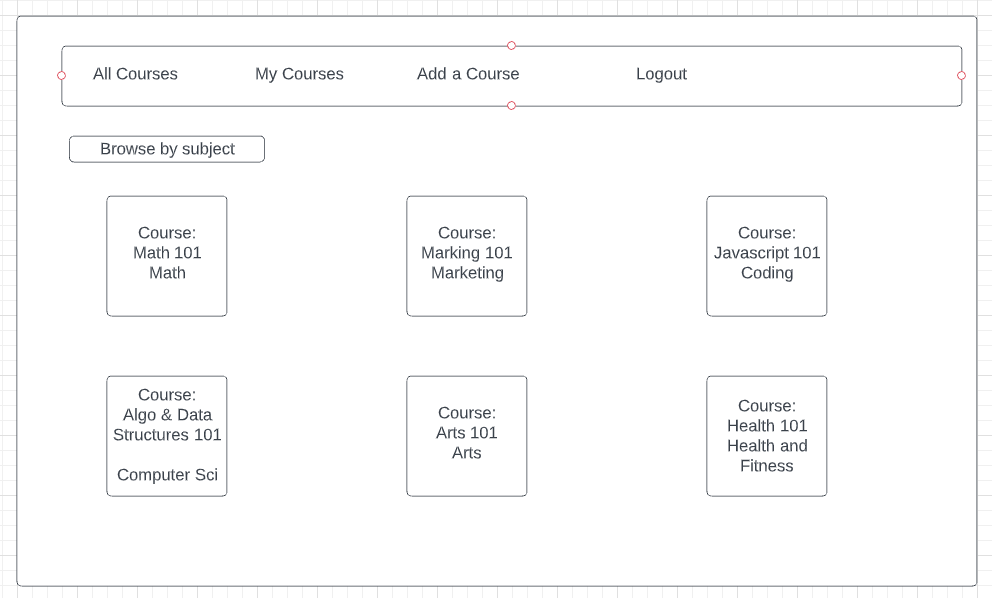 All Courses
My Courses
Add a Course
Logout
Browse by subject
Course:
Math 101
Math
Course:
Marking 101
Marketing
Course:
Javascript 101
Coding
Course:
Algo & Data
Structures 101
Computer Sci
Course:
Arts 101
Arts
Course:
Health 101
Health and
Fitness